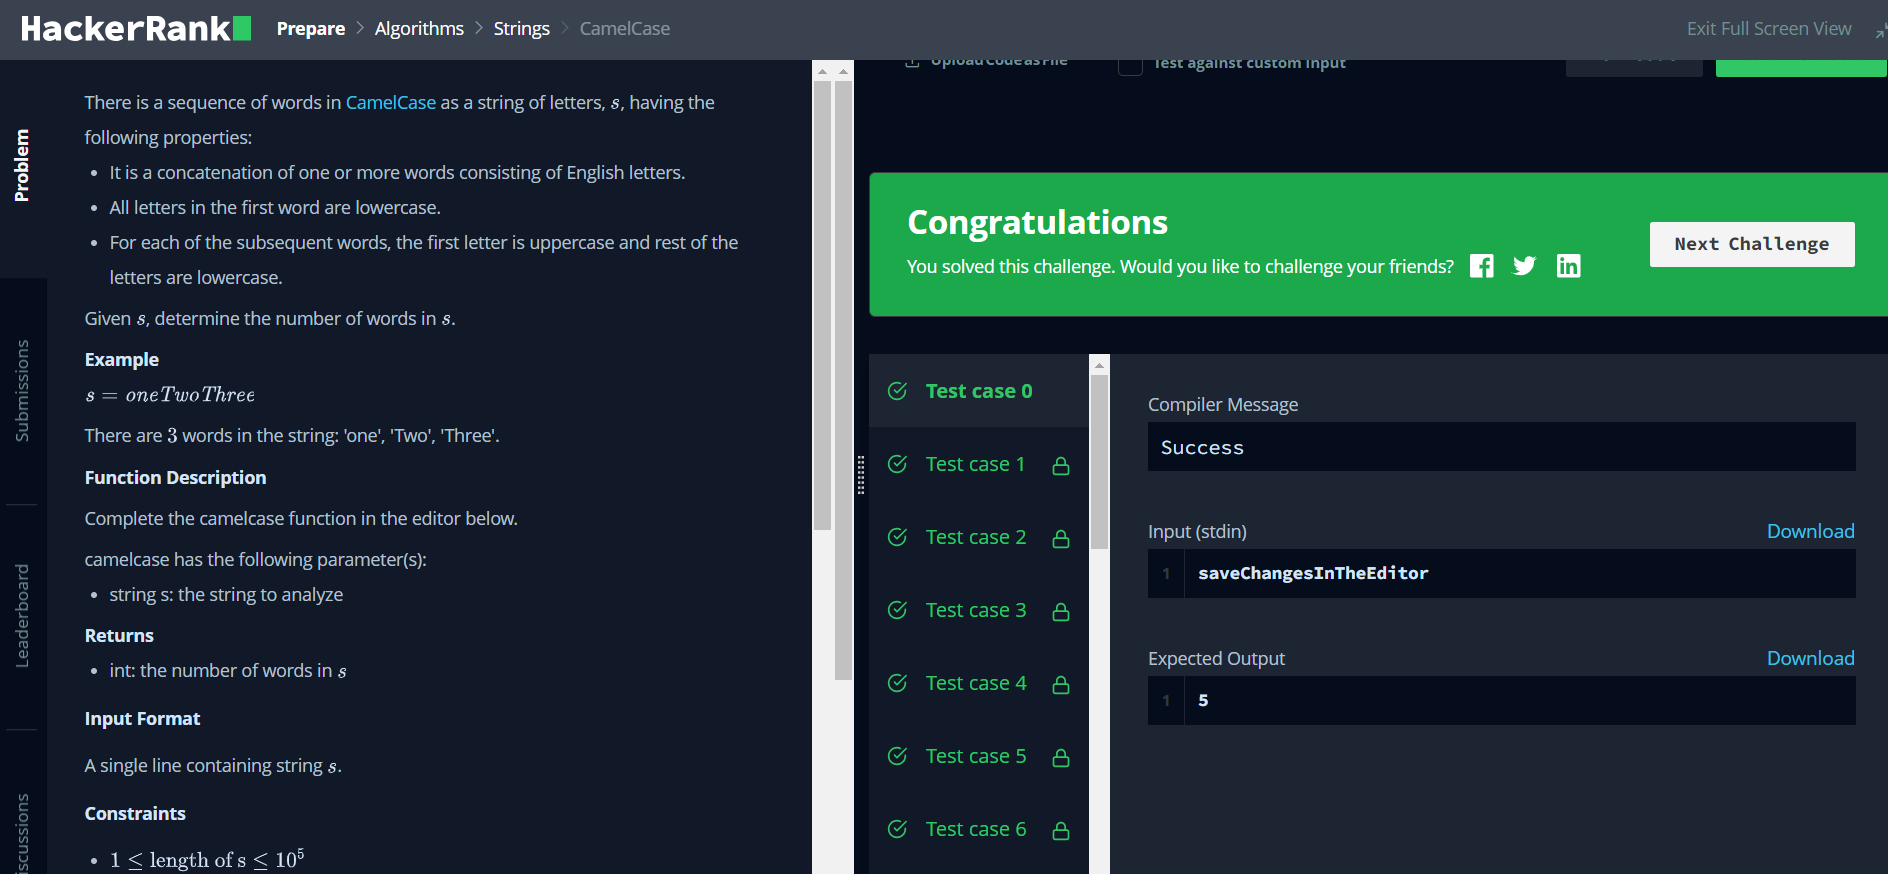 HackerRank
Prepare > Algorithms > Strings > CamelCase
Exit Full Screen View
Problem
Submissions
Leaderboard
There is a sequence of words in CamelCase as a string of letters, s, having the
following properties:
• It is a concatenation of one or more words consisting of English letters.
• All letters in the first word are lowercase.
• For each of the subsequent words, the first letter is uppercase and rest of the
letters are lowercase.
Given s, determine the number of words in s.
Example
s = oneTwoThree
There are 3 words in the string: 'one', 'Two', 'Three'.
Function Description
Complete the camelcase function in the editor below.
camelcase has the following parameter(s):
• string s: the string to analyze
Returns
• int: the number of words in s
Input Format
A single line containing string s.
Constraints
• 1 ≤ length of s ≤ 10⁵
Upload Code as File
Test against custom input
Congratulations
You solved this challenge. Would you like to challenge your friends?
Next Challenge
Test case 0
Test case 1
Test case 2
Test case 3
Test case 4
Test case 5
Test case 6
Compiler Message
Success
Input (stdin)
Download
1 saveChangesInTheEditor
Expected Output
Download
1 5